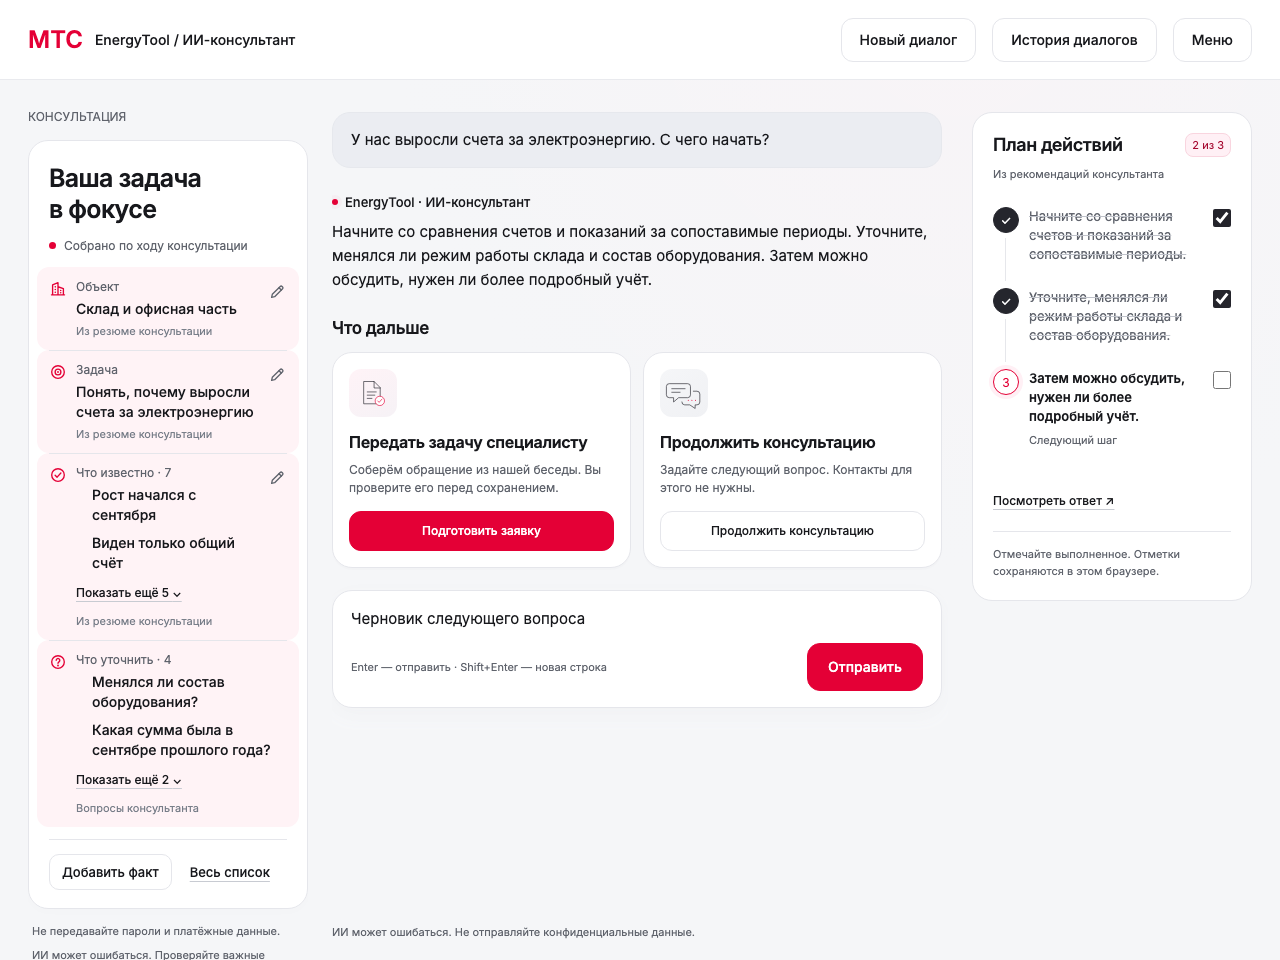 МТС EnergyTool / ИИ-консультант
Новый диалог
История диалогов
Меню
КОНСУЛЬТАЦИЯ
Ваша задача
в фокусе
Собрано по ходу консультации
Объект
Склад и офисная часть
Из резюме консультации
Задача
Понять, почему выросли
счета за электроэнергию
Из резюме консультации
Что известно · 7
Рост начался с
сентября
Виден только общий
счёт
Показать ещё 5
Из резюме консультации
Что уточнить · 4
Менялся ли состав
оборудования?
Какая сумма была в
сентябре прошлого года?
Показать ещё 2
Вопросы консультанта
Добавить факт
Весь список
Не передавайте пароли и платёжные данные.
ИИ может ошибаться. Проверяйте важные
У нас выросли счета за электроэнергию. С чего начать?
EnergyTool · ИИ-консультант
Начните со сравнения счетов и показаний за сопоставимые периоды. Уточните,
менялся ли режим работы склада и состав оборудования. Затем можно
обсудить, нужен ли более подробный учёт.
Что дальше
Передать задачу специалисту
Соберём обращение из нашей беседы. Вы
проверите его перед сохранением.
Подготовить заявку
Продолжить консультацию
Задайте следующий вопрос. Контакты для
этого не нужны.
Продолжить консультацию
Черновик следующего вопроса
Enter — отправить · Shift+Enter — новая строка
Отправить
ИИ может ошибаться. Не отправляйте конфиденциальные данные.
План действий
2 из 3
Из рекомендаций консультанта
Начните со сравнения
счетов и показаний за
сопоставимые периоды.
Уточните, менялся ли
режим работы склада и
состав оборудования.
3
Затем можно обсудить,
нужен ли более
подробный учёт.
Следующий шаг
Посмотреть ответ ↗
Отмечайте выполненное. Отметки
сохраняются в этом браузере.